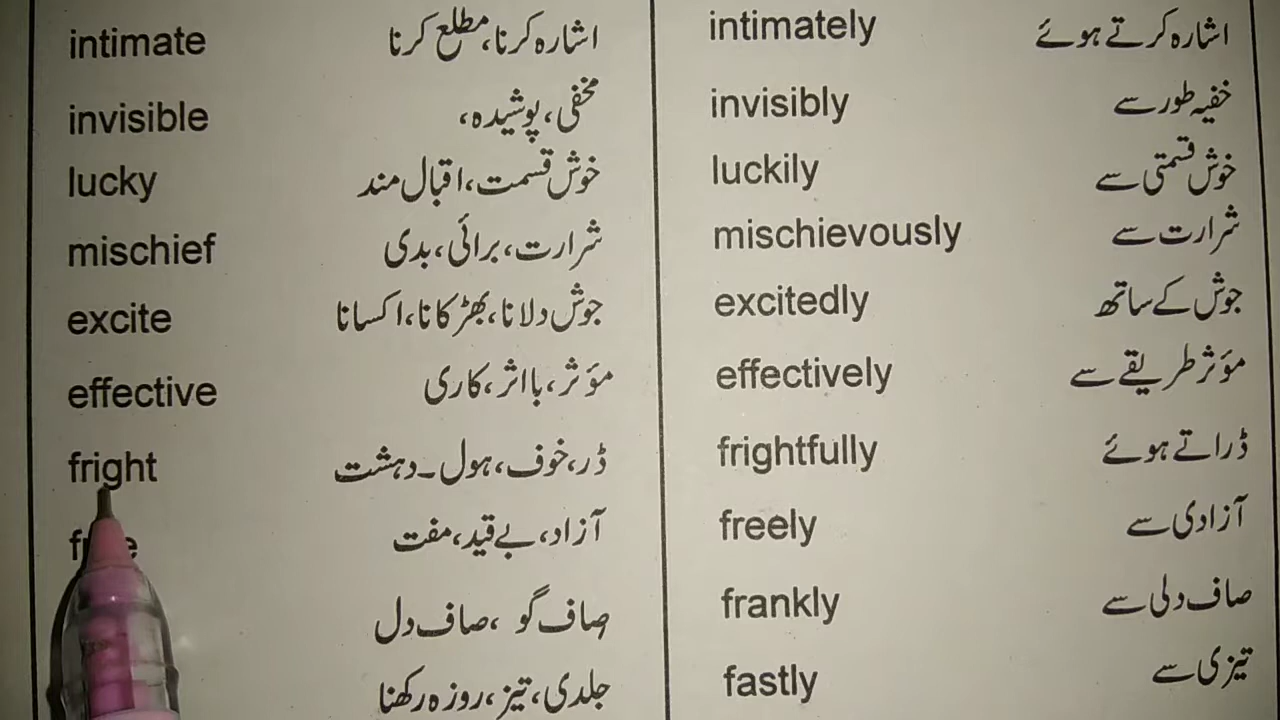 intimate اشارہ کرنا، مطلع کرنا intimately اشارہ کرتے ہوئے
invisible مخفی، پوشیدہ، invisibly خفیہ طور سے
lucky خوش قسمت، اقبال مند luckily خوش قسمتی سے
mischief شرارت، برائی، بدی mischievously شرارت سے
excite جوش دلانا، بھڑکانا، اکسانا excitedly جوش کے ساتھ
effective مؤثر، بااثر، کاری effectively مؤثر طریقے سے
fright ڈر، خوف، ہول۔ دہشت frightfully ڈراتے ہوئے
آزاد، بے قید، مفت freely آزادی سے
صاف گو ، صاف دل frankly صاف دلی سے
جلدی، تیز، روزہ رکھنا fastly تیزی سے